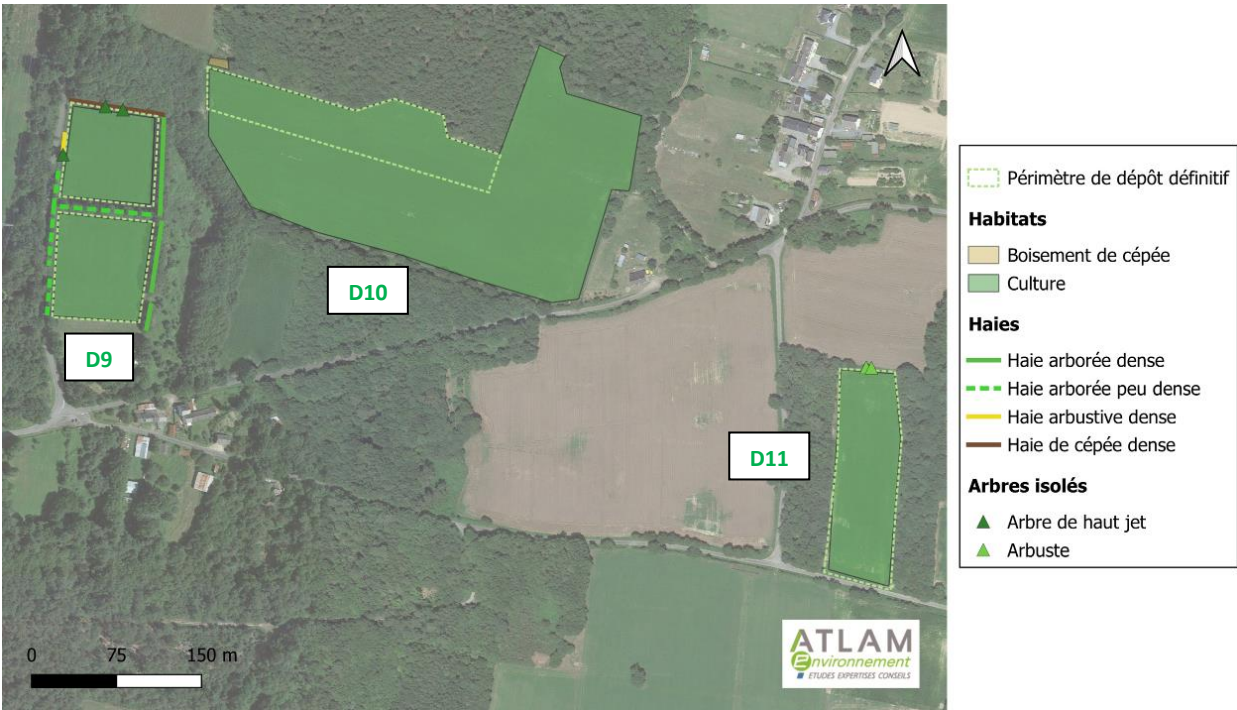 D9
D10
D11
0 75 150 m
ATLAM
Environnement
ETUDES EXPERTISES CONSEILS
Périmètre de dépôt définitif
Habitats
Boisement de cépée
Culture
Haies
Haie arborée dense
Haie arborée peu dense
Haie arbustive dense
Haie de cépée dense
Arbres isolés
Arbre de haut jet
Arbuste